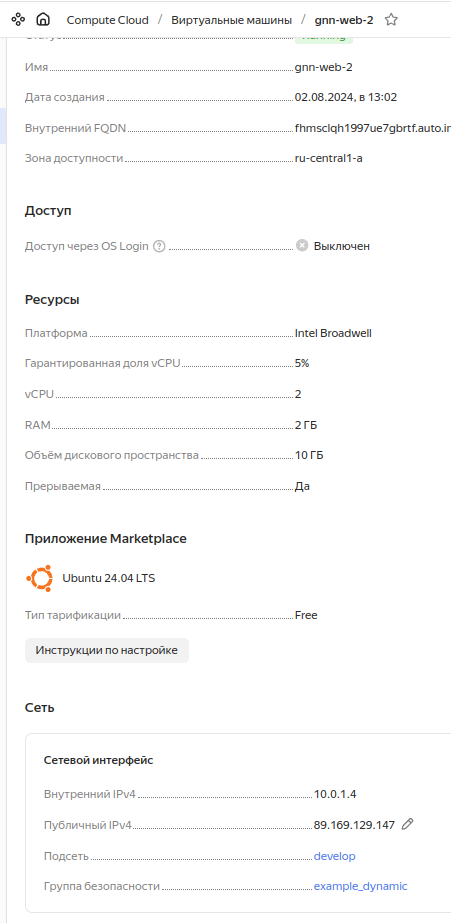 Compute Cloud / Виртуальные машины / gnn-web-2
Имя gnn-web-2
Дата создания 02.08.2024, в 13:02
Внутренний FQDN fhmsclqh1997ue7gbrtf.auto.in
Зона доступности ru-central1-a
Доступ
Доступ через OS Login ? Выключен
Ресурсы
Платформа Intel Broadwell
Гарантированная доля vCPU 5%
vCPU 2
RAM 2 ГБ
Объём дискового пространства 10 ГБ
Прерываемая Да
Приложение Marketplace
Ubuntu 24.04 LTS
Тип тарификации Free
Инструкции по настройке
Сеть
Сетевой интерфейс
Внутренний IPv4 10.0.1.4
Публичный IPv4 89.169.129.147
Подсеть develop
Группа безопасности example_dynamic